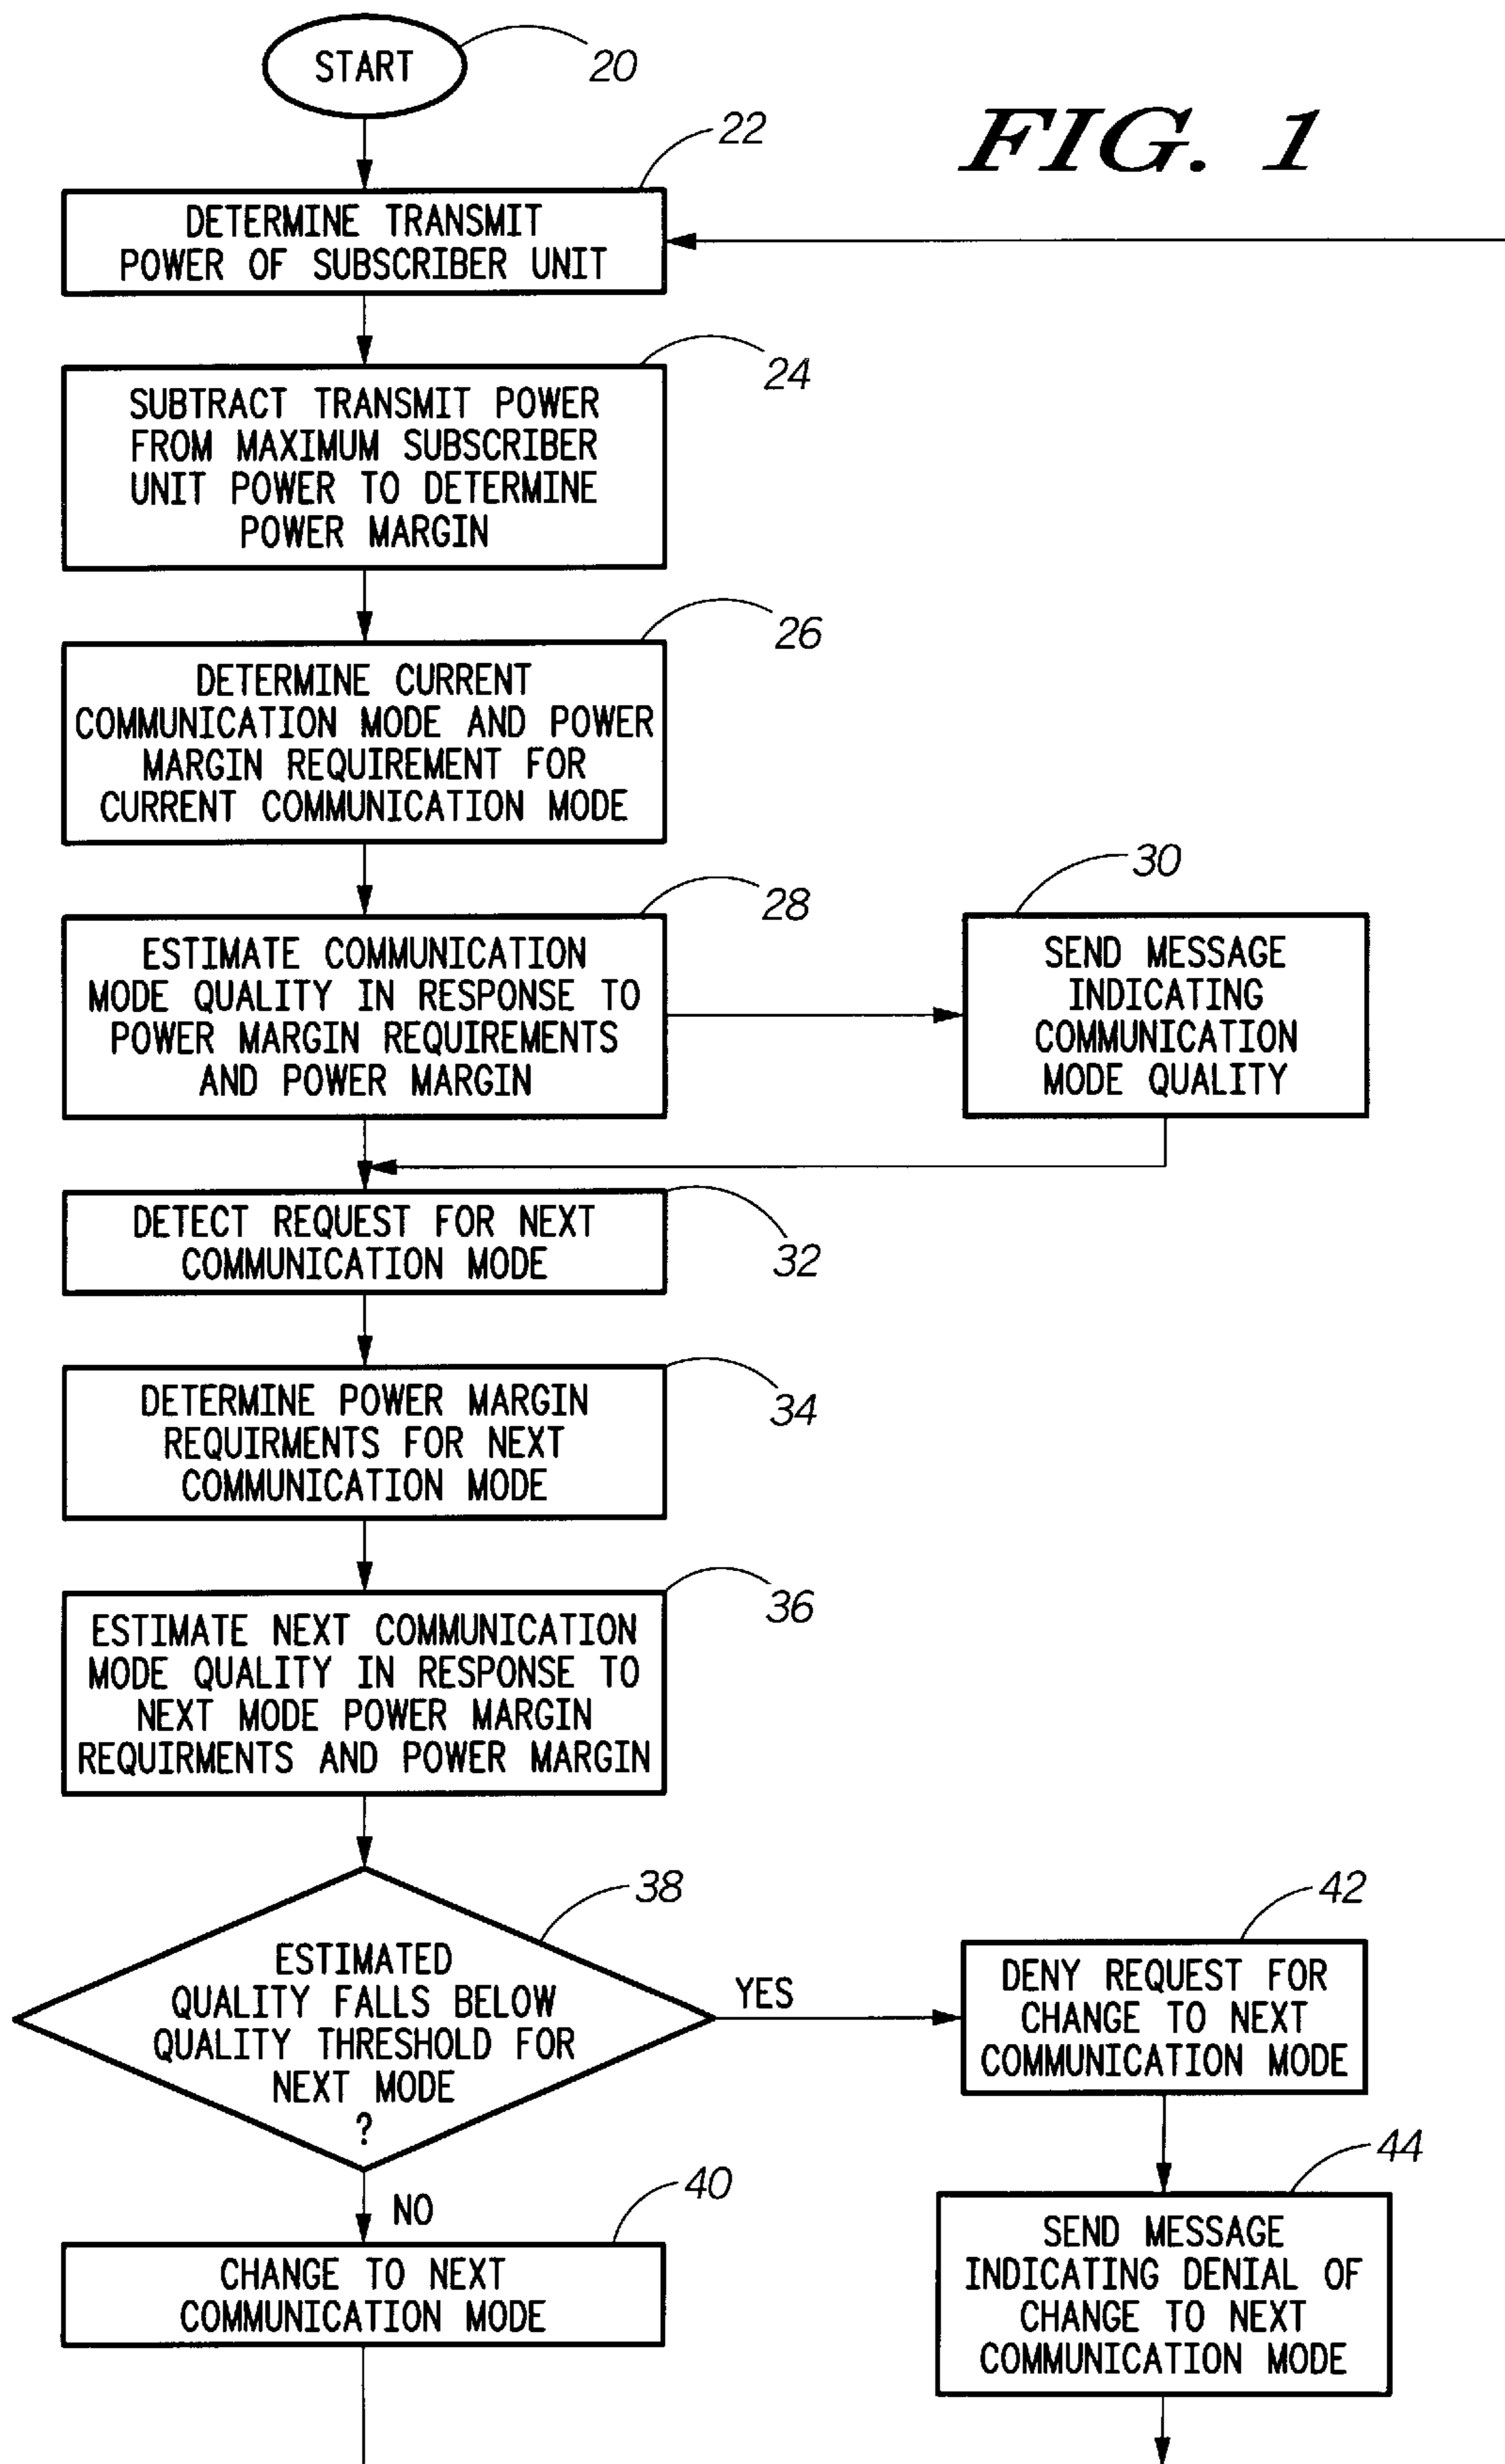 START
20
FIG. 1
22
DETERMINE TRANSMIT
POWER OF SUBSCRIBER UNIT
24
SUBTRACT TRANSMIT POWER
FROM MAXIMUM SUBSCRIBER
UNIT POWER TO DETERMINE
POWER MARGIN
26
DETERMINE CURRENT
COMMUNICATION MODE AND POWER
MARGIN REQUIREMENT FOR
CURRENT COMMUNICATION MODE
28
ESTIMATE COMMUNICATION
MODE QUALITY IN RESPONSE TO
POWER MARGIN REQUIREMENTS
AND POWER MARGIN
30
SEND MESSAGE
INDICATING
COMMUNICATION
MODE QUALITY
DETECT REQUEST FOR NEXT
COMMUNICATION MODE
32
DETERMINE POWER MARGIN
REQUIRMENTS FOR NEXT
COMMUNICATION MODE
34
ESTIMATE NEXT COMMUNICATION
MODE QUALITY IN RESPONSE TO
NEXT MODE POWER MARGIN
REQUIRMENTS AND POWER MARGIN
36
38
ESTIMATED
QUALITY FALLS BELOW
QUALITY THRESHOLD FOR
NEXT MODE
?
YES
42
DENY REQUEST FOR
CHANGE TO NEXT
COMMUNICATION MODE
NO
40
CHANGE TO NEXT
COMMUNICATION MODE
44
SEND MESSAGE
INDICATING DENIAL OF
CHANGE TO NEXT
COMMUNICATION MODE